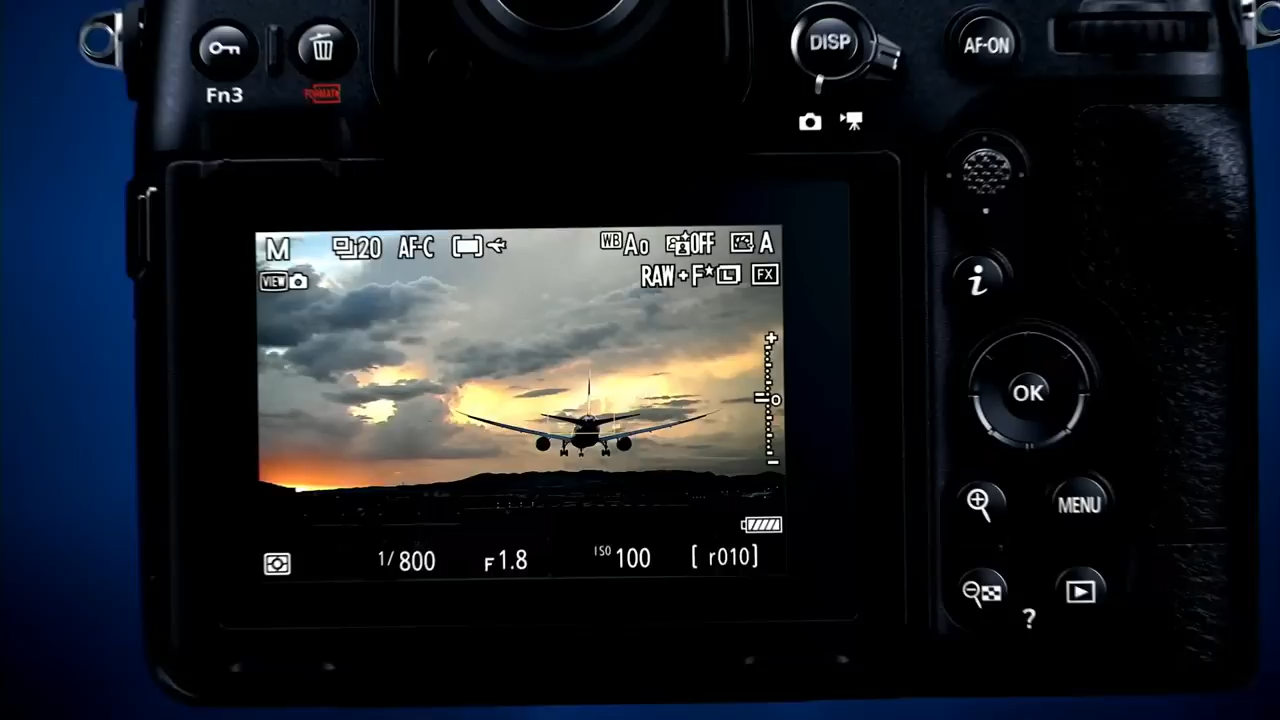 DISP
AF-ON
Fn3
FORMAT
M 20 AF-C WB A0 OFF A
VIEW RAW+F★ L FX
i
OK
MENU
1/800 F1.8 ISO 100 [r010]
?